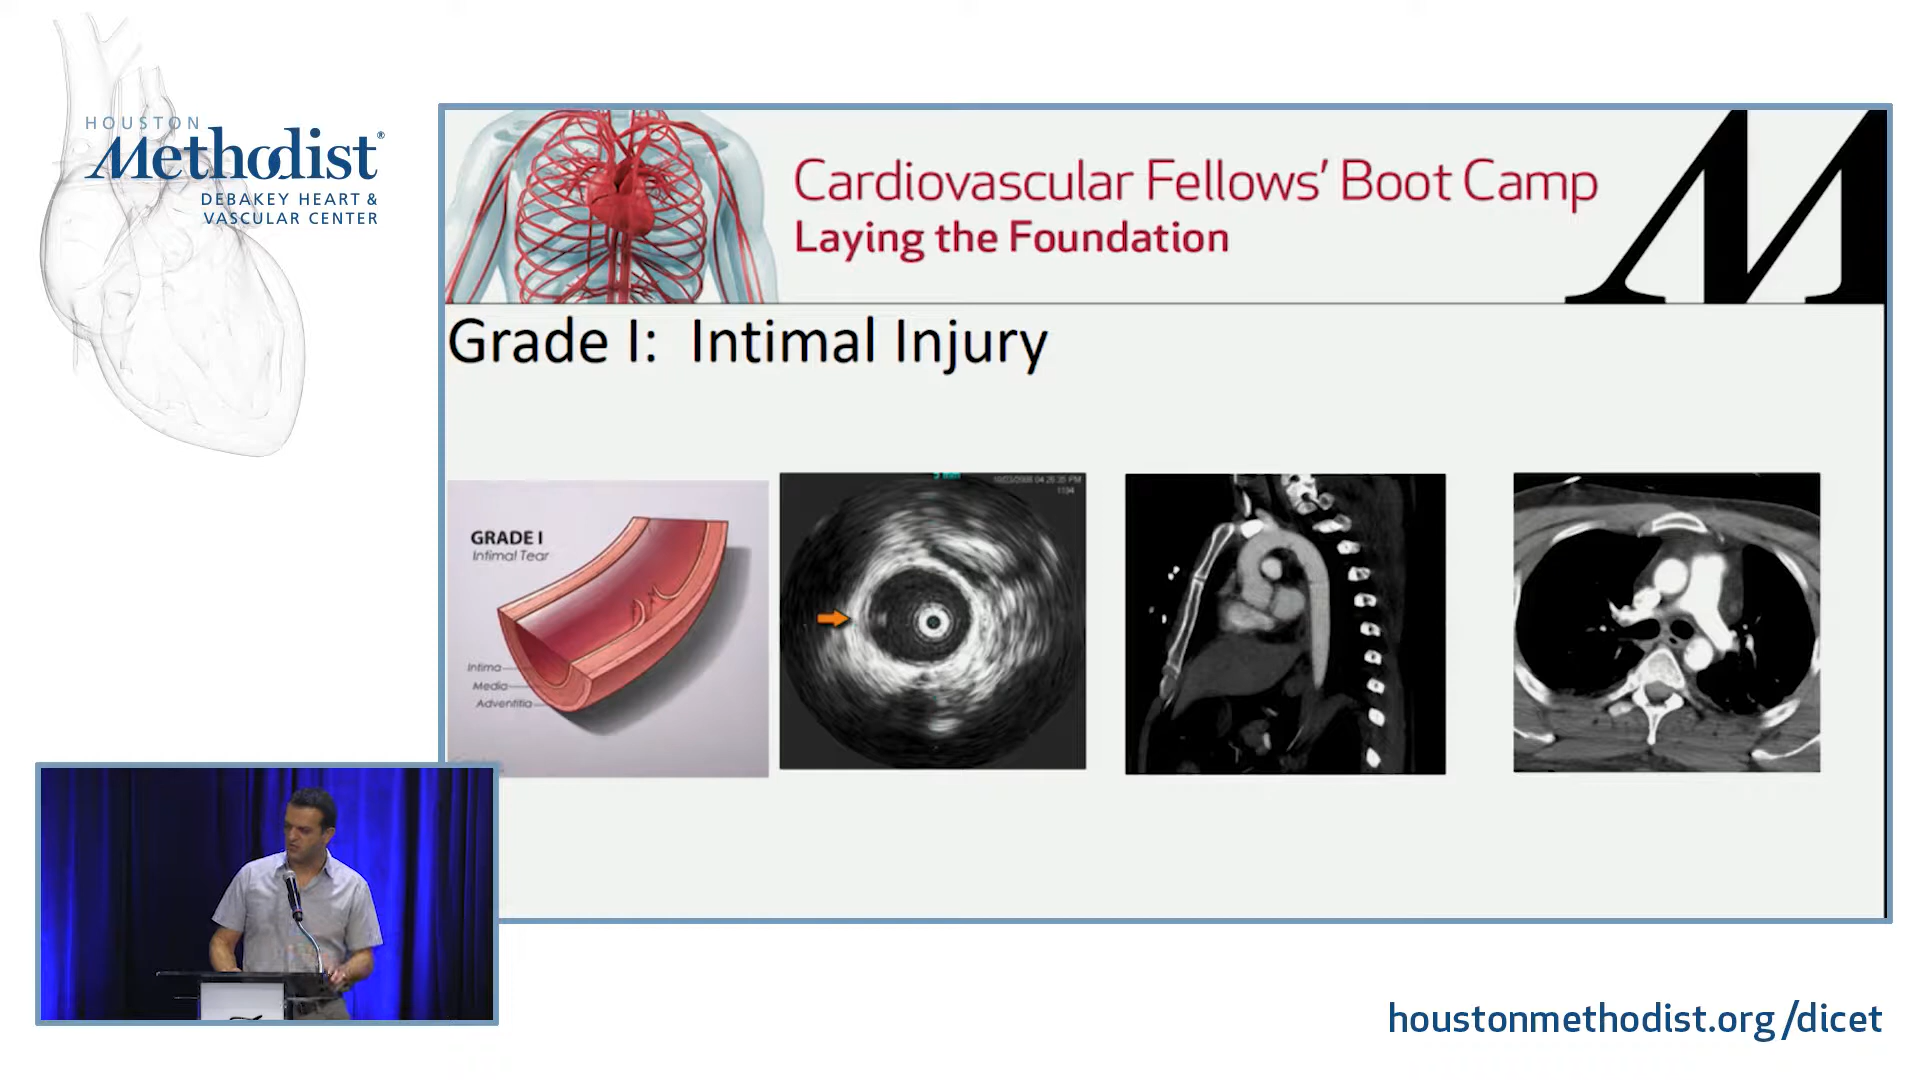 HOUSTON
Methodist®
DEBAKEY HEART &
VASCULAR CENTER
Cardiovascular Fellows' Boot Camp
Laying the Foundation
Grade I: Intimal Injury
GRADE I
Intimal Tear
Intima
Media
Adventitia
1194
houstonmethodist.org/dicet